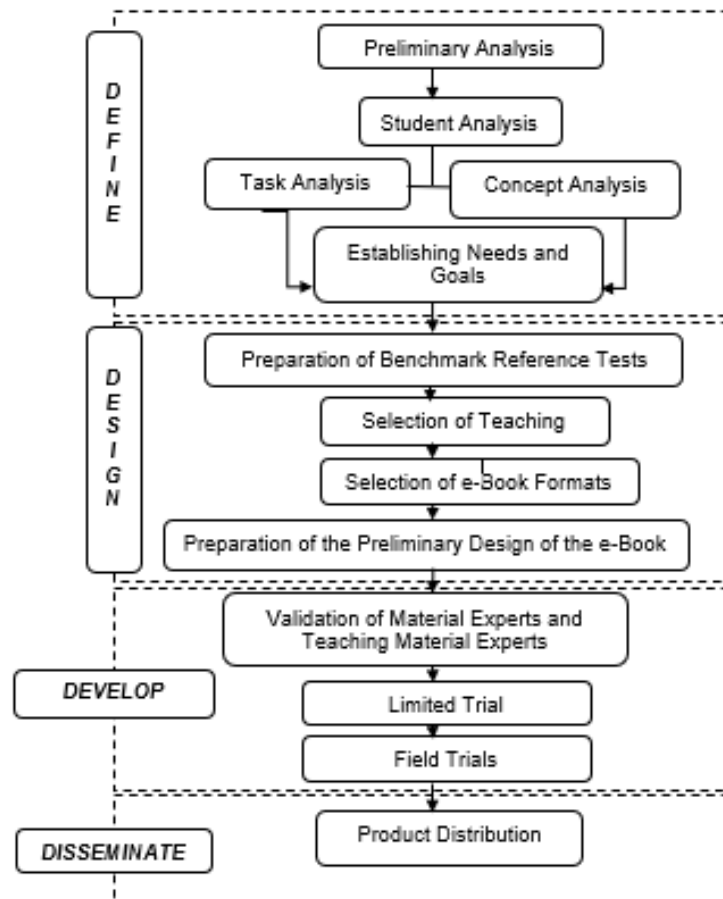 DEFINE
Preliminary Analysis
Student Analysis
Task Analysis
Concept Analysis
Establishing Needs and
Goals
DESIGN
Preparation of Benchmark Reference Tests
Selection of Teaching
Selection of e-Book Formats
Preparation of the Preliminary Design of the e-Book
DEVELOP
Validation of Material Experts and
Teaching Material Experts
Limited Trial
Field Trials
DISSEMINATE
Product Distribution